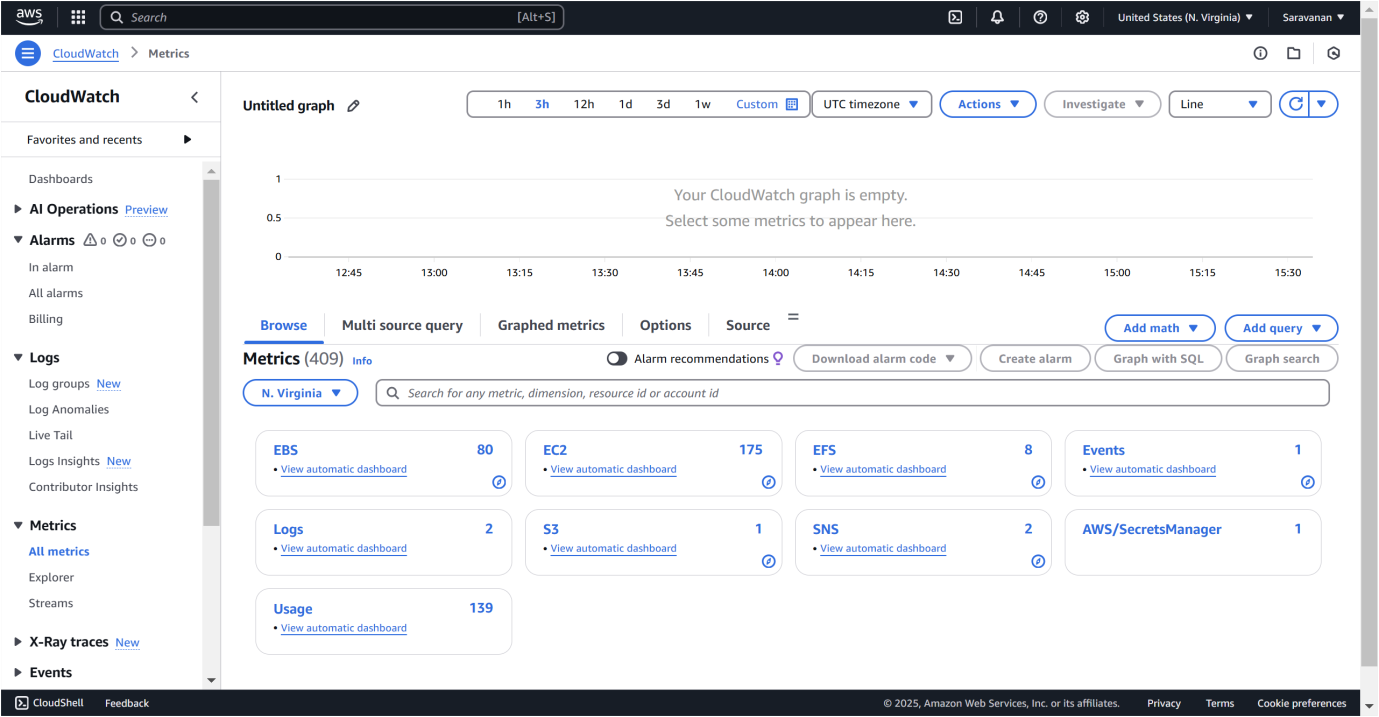 aws Search [Alt+S] United States (N. Virginia) Saravanan
CloudWatch Metrics
CloudWatch
Favorites and recents
Dashboards
AI Operations Preview
Alarms 0 0 0
In alarm
All alarms
Billing
Logs
Log groups New
Log Anomalies
Live Tail
Logs Insights New
Contributor Insights
Metrics
All metrics
Explorer
Streams
X-Ray traces New
Events
Untitled graph 1h 3h 12h 1d 3d 1w Custom UTC timezone Actions Investigate Line
1
0.5
0
Your CloudWatch graph is empty.
Select some metrics to appear here.
12:45 13:00 13:15 13:30 13:45 14:00 14:15 14:30 14:45 15:00 15:15 15:30
Browse Multi source query Graphed metrics Options Source Add math Add query
Metrics (409) Info Alarm recommendations Download alarm code Create alarm Graph with SQL Graph search
N. Virginia Search for any metric, dimension, resource id or account id
EBS 80
• View automatic dashboard
EC2 175
• View automatic dashboard
EFS 8
• View automatic dashboard
Events 1
• View automatic dashboard
Logs 2
• View automatic dashboard
S3 1
• View automatic dashboard
SNS 2
• View automatic dashboard
AWS/SecretsManager 1
Usage 139
• View automatic dashboard
CloudShell Feedback © 2025, Amazon Web Services, Inc. or its affiliates. Privacy Terms Cookie preferences